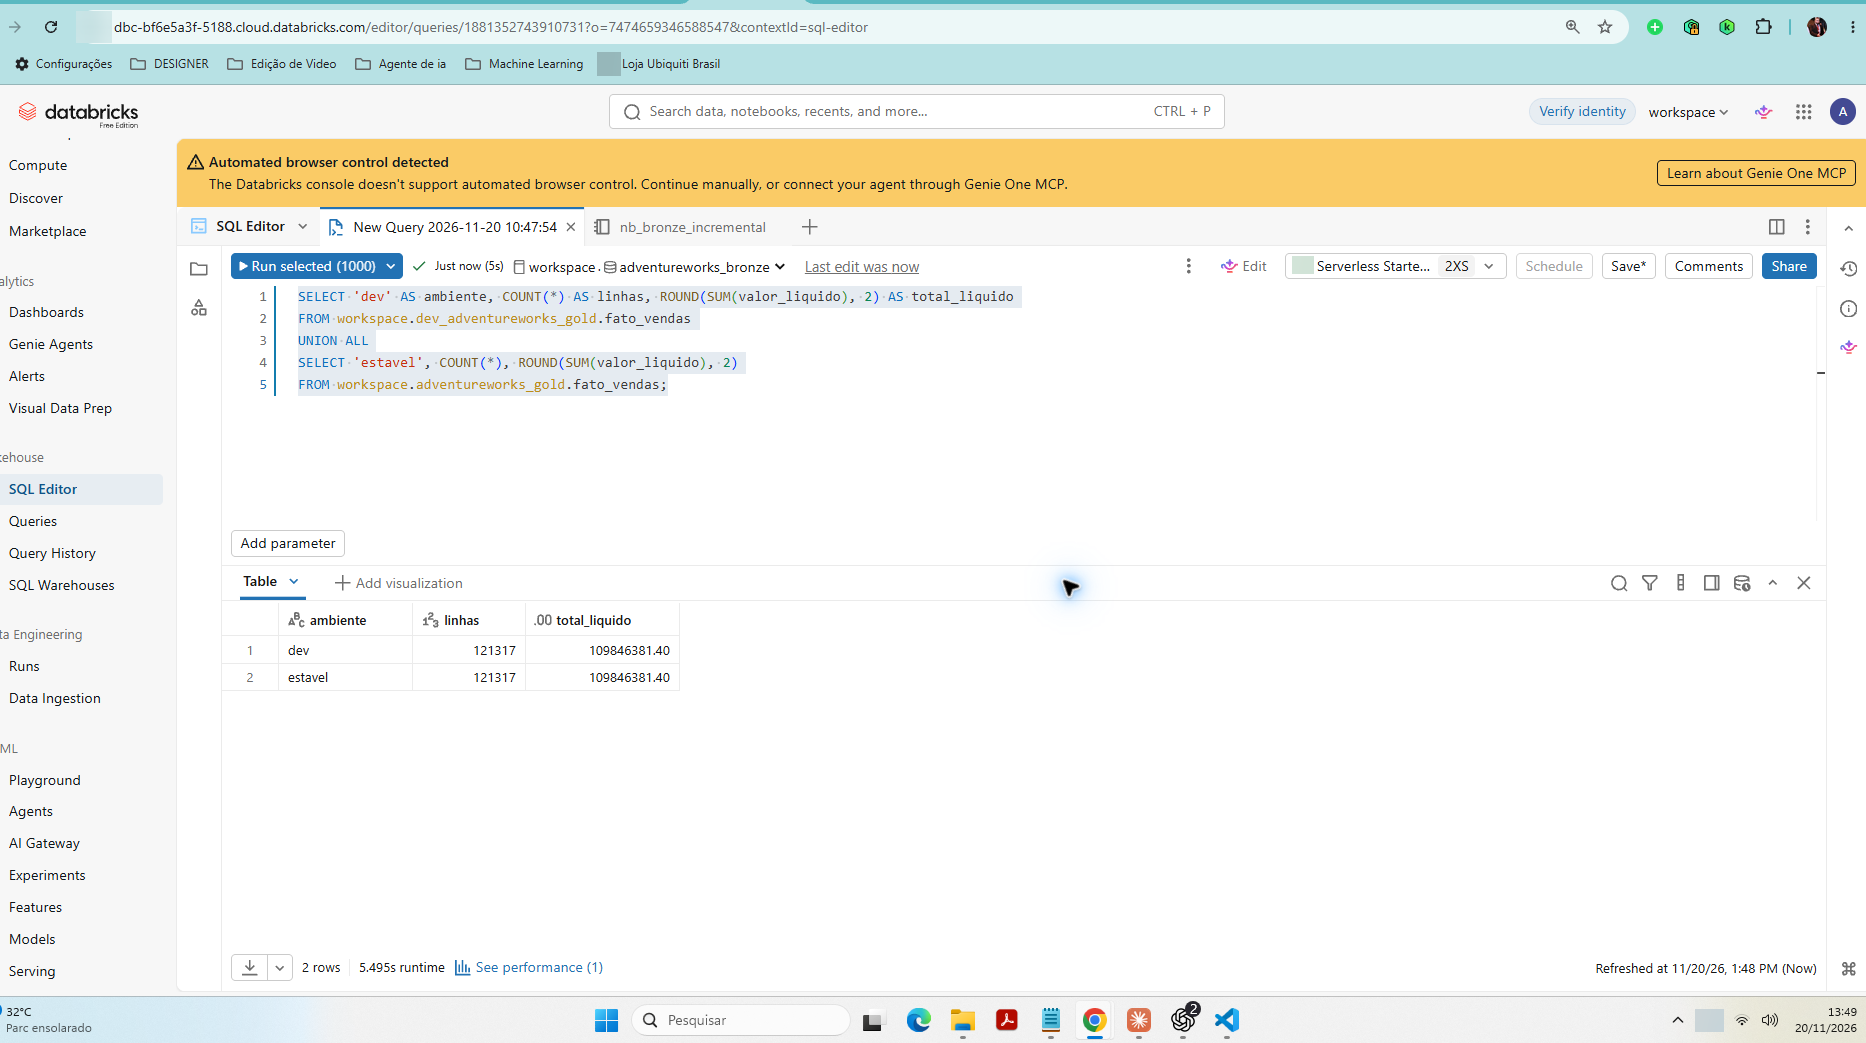 dbc-bf6e5a3f-5188.cloud.databricks.com/editor/queries/1881352743910731?o=7474659346588547&contextId=sql-editor
Configurações DESIGNER Edição de Video Agente de ia Machine Learning Loja Ubiquiti Brasil
databricks
Free Edition
Search data, notebooks, recents, and more... CTRL + P
Verify identity workspace A
Automated browser control detected
The Databricks console doesn't support automated browser control. Continue manually, or connect your agent through Genie One MCP.
Learn about Genie One MCP
Compute
Discover
Marketplace
alytics
Dashboards
Genie Agents
Alerts
Visual Data Prep
ehouse
SQL Editor
Queries
Query History
SQL Warehouses
ta Engineering
Runs
Data Ingestion
ML
Playground
Agents
AI Gateway
Experiments
Features
Models
Serving
SQL Editor New Query 2026-11-20 10:47:54 nb_bronze_incremental
Run selected (1000) Just now (5s) workspace . adventureworks_bronze Last edit was now Edit Serverless Starte... 2XS Schedule Save* Comments Share
1 SELECT 'dev' AS ambiente, COUNT(*) AS linhas, ROUND(SUM(valor_liquido), 2) AS total_liquido
2 FROM workspace.dev_adventureworks_gold.fato_vendas
3 UNION ALL
4 SELECT 'estavel', COUNT(*), ROUND(SUM(valor_liquido), 2)
5 FROM workspace.adventureworks_gold.fato_vendas;
Add parameter
Table Add visualization
ABC ambiente 123 linhas .00 total_liquido
1 dev 121317 109846381.40
2 estavel 121317 109846381.40
2 rows 5.495s runtime See performance (1)
Refreshed at 11/20/26, 1:48 PM (Now)
32°C
Parc ensolarado
Pesquisar
2
13:49
20/11/2026